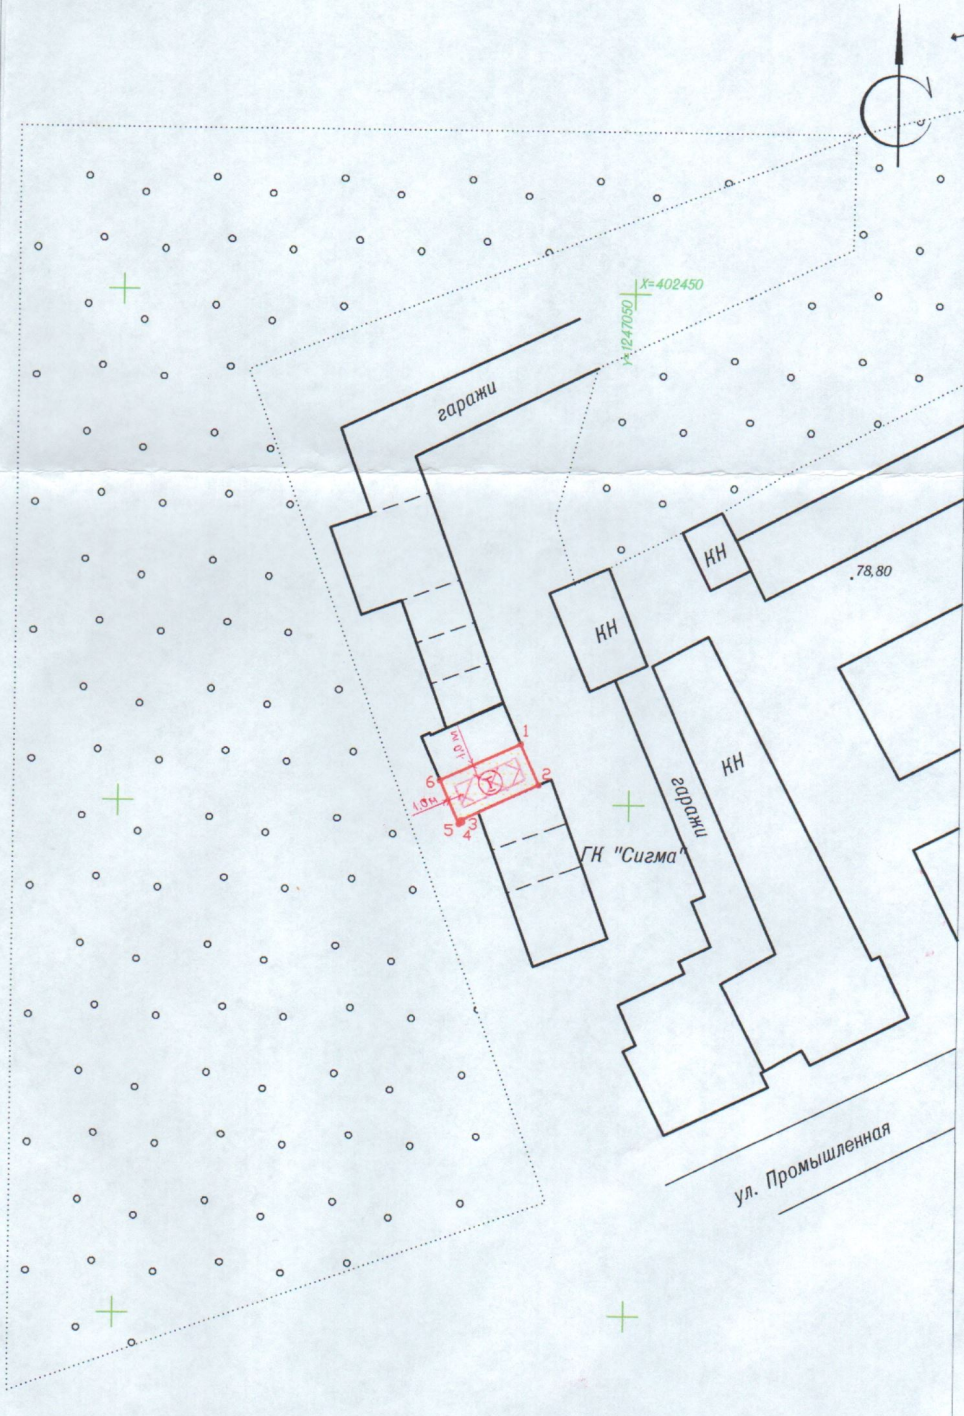 С
X=402450
Y=1247050
гаражи
КН
78,80
КН
КН
1
1,0 м
6
2
Г
1,0 м
5
3
4
гаражи
ГК "Сигма"
ул. Промышленная